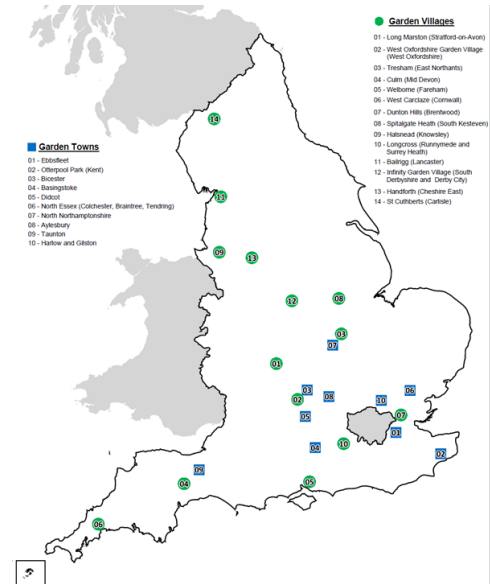 Garden Villages
01 - Long Marston (Stratford-on-Avon)
02 - West Oxfordshire Garden Village
(West Oxfordshire)
03 - Tresham (East Northants)
04 - Culm (Mid Devon)
05 - Welborne (Fareham)
06 - West Carclaze (Cornwall)
07 - Dunton Hills (Brentwood)
08 - Spitalgate Heath (South Kesteven)
09 - Halsnead (Knowsley)
10 - Longcross (Runnymede and
Surrey Heath)
11 - Bailrigg (Lancaster)
12 - Infinity Garden Village (South
Derbyshire and Derby City)
13 - Handforth (Cheshire East)
14 - St Cuthberts (Carlisle)
Garden Towns
01 - Ebbsfleet
02 - Otterpool Park (Kent)
03 - Bicester
04 - Basingstoke
05 - Didcot
06 - North Essex (Colchester, Braintree, Tendring)
07 - North Northamptonshire
08 - Aylesbury
09 - Taunton
10 - Harlow and Gilston
14
11
09
13
12
08
03
07
01
03
06
02
08
10
05
07
01
04
10
02
09
04
05
06